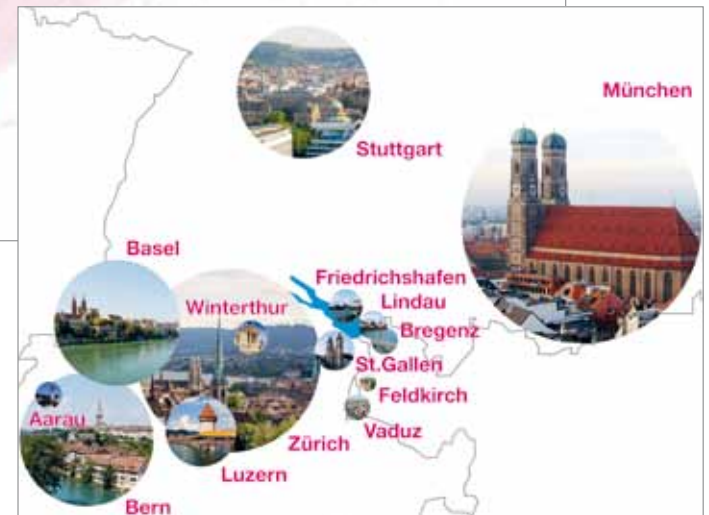 München
Stuttgart
Basel
Friedrichshafen
Winterthur
Lindau
Bregenz
St.Gallen
Feldkirch
Aarau
Vaduz
Zürich
Luzern
Bern